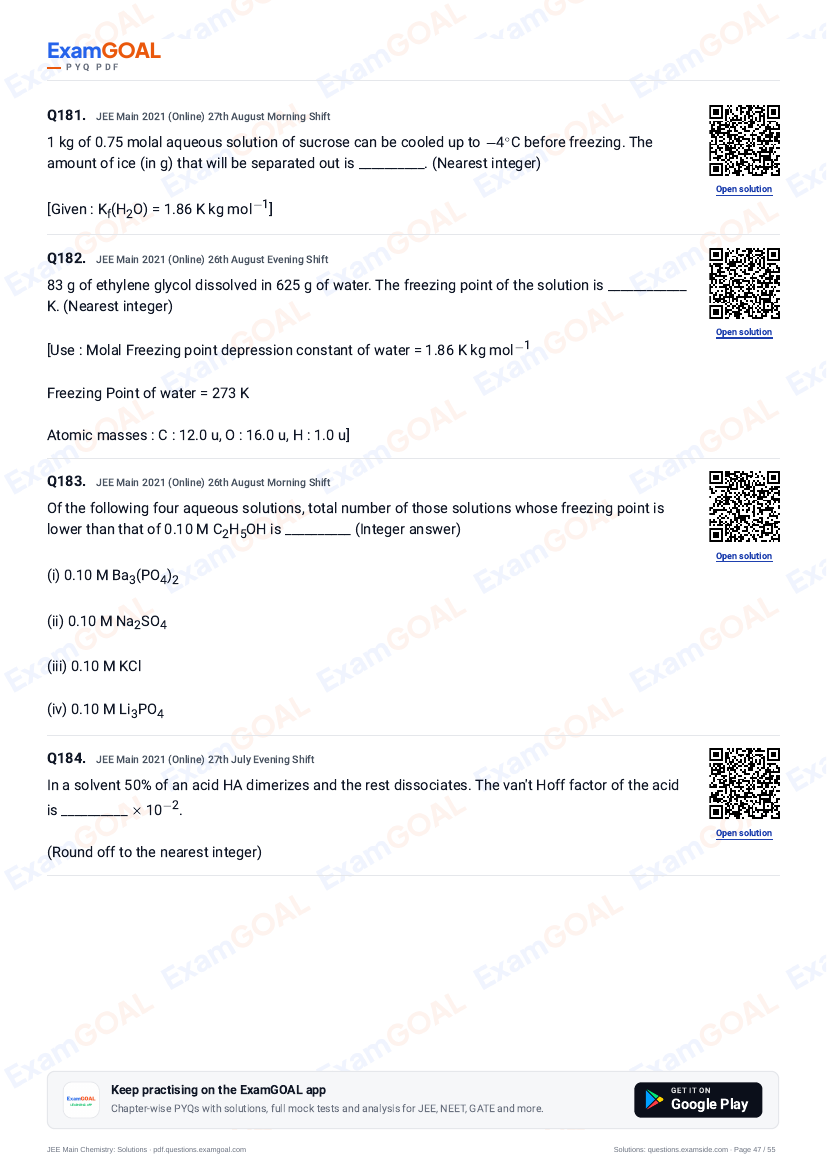 ExamGOAL
PYQ PDF
Q181. JEE Main 2021 (Online) 27th August Morning Shift
1 kg of 0.75 molal aqueous solution of sucrose can be cooled up to −4°C before freezing. The
amount of ice (in g) that will be separated out is __________. (Nearest integer)
[Given : K_f(H₂O) = 1.86 K kg mol⁻¹]
Open solution
Q182. JEE Main 2021 (Online) 26th August Evening Shift
83 g of ethylene glycol dissolved in 625 g of water. The freezing point of the solution is ____________
K. (Nearest integer)
[Use : Molal Freezing point depression constant of water = 1.86 K kg mol⁻¹
Freezing Point of water = 273 K
Atomic masses : C : 12.0 u, O : 16.0 u, H : 1.0 u]
Open solution
Q183. JEE Main 2021 (Online) 26th August Morning Shift
Of the following four aqueous solutions, total number of those solutions whose freezing point is
lower than that of 0.10 M C₂H₅OH is __________ (Integer answer)
(i) 0.10 M Ba₃(PO₄)₂
(ii) 0.10 M Na₂SO₄
(iii) 0.10 M KCl
(iv) 0.10 M Li₃PO₄
Open solution
Q184. JEE Main 2021 (Online) 27th July Evening Shift
In a solvent 50% of an acid HA dimerizes and the rest dissociates. The van't Hoff factor of the acid
is __________ × 10⁻².
(Round off to the nearest integer)
Open solution
ExamGOAL
Keep practising on the ExamGOAL app
Chapter-wise PYQs with solutions, full mock tests and analysis for JEE, NEET, GATE and more.
GET IT ON
Google Play
JEE Main Chemistry: Solutions · pdf.questions.examgoal.com
Solutions: questions.examside.com · Page 47 / 55